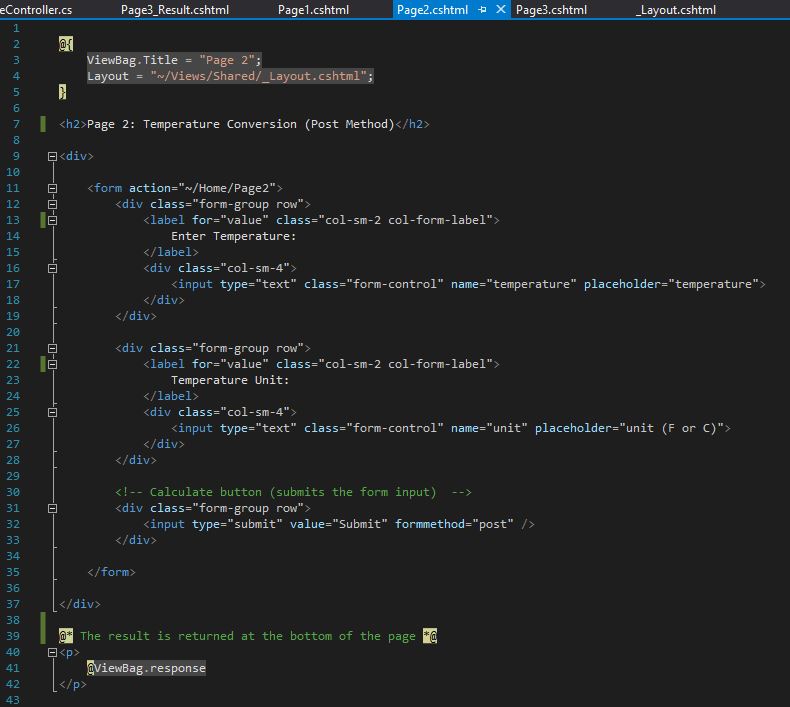 eController.cs Page3_Result.cshtml Page1.cshtml Page2.cshtml Page3.cshtml _Layout.cshtml
1
2 @{
3 ViewBag.Title = "Page 2";
4 Layout = "~/Views/Shared/_Layout.cshtml";
5 }
6
7 <h2>Page 2: Temperature Conversion (Post Method)</h2>
8
9 <div>
10
11 <form action="~/Home/Page2">
12 <div class="form-group row">
13 <label for="value" class="col-sm-2 col-form-label">
14 Enter Temperature:
15 </label>
16 <div class="col-sm-4">
17 <input type="text" class="form-control" name="temperature" placeholder="temperature">
18 </div>
19 </div>
20
21 <div class="form-group row">
22 <label for="value" class="col-sm-2 col-form-label">
23 Temperature Unit:
24 </label>
25 <div class="col-sm-4">
26 <input type="text" class="form-control" name="unit" placeholder="unit (F or C)">
27 </div>
28 </div>
29
30 <!-- Calculate button (submits the form input)  -->
31 <div class="form-group row">
32 <input type="submit" value="Submit" formmethod="post" />
33 </div>
34
35 </form>
36
37 </div>
38
39 @* The result is returned at the bottom of the page *@
40 <p>
41 @ViewBag.response
42 </p>
43